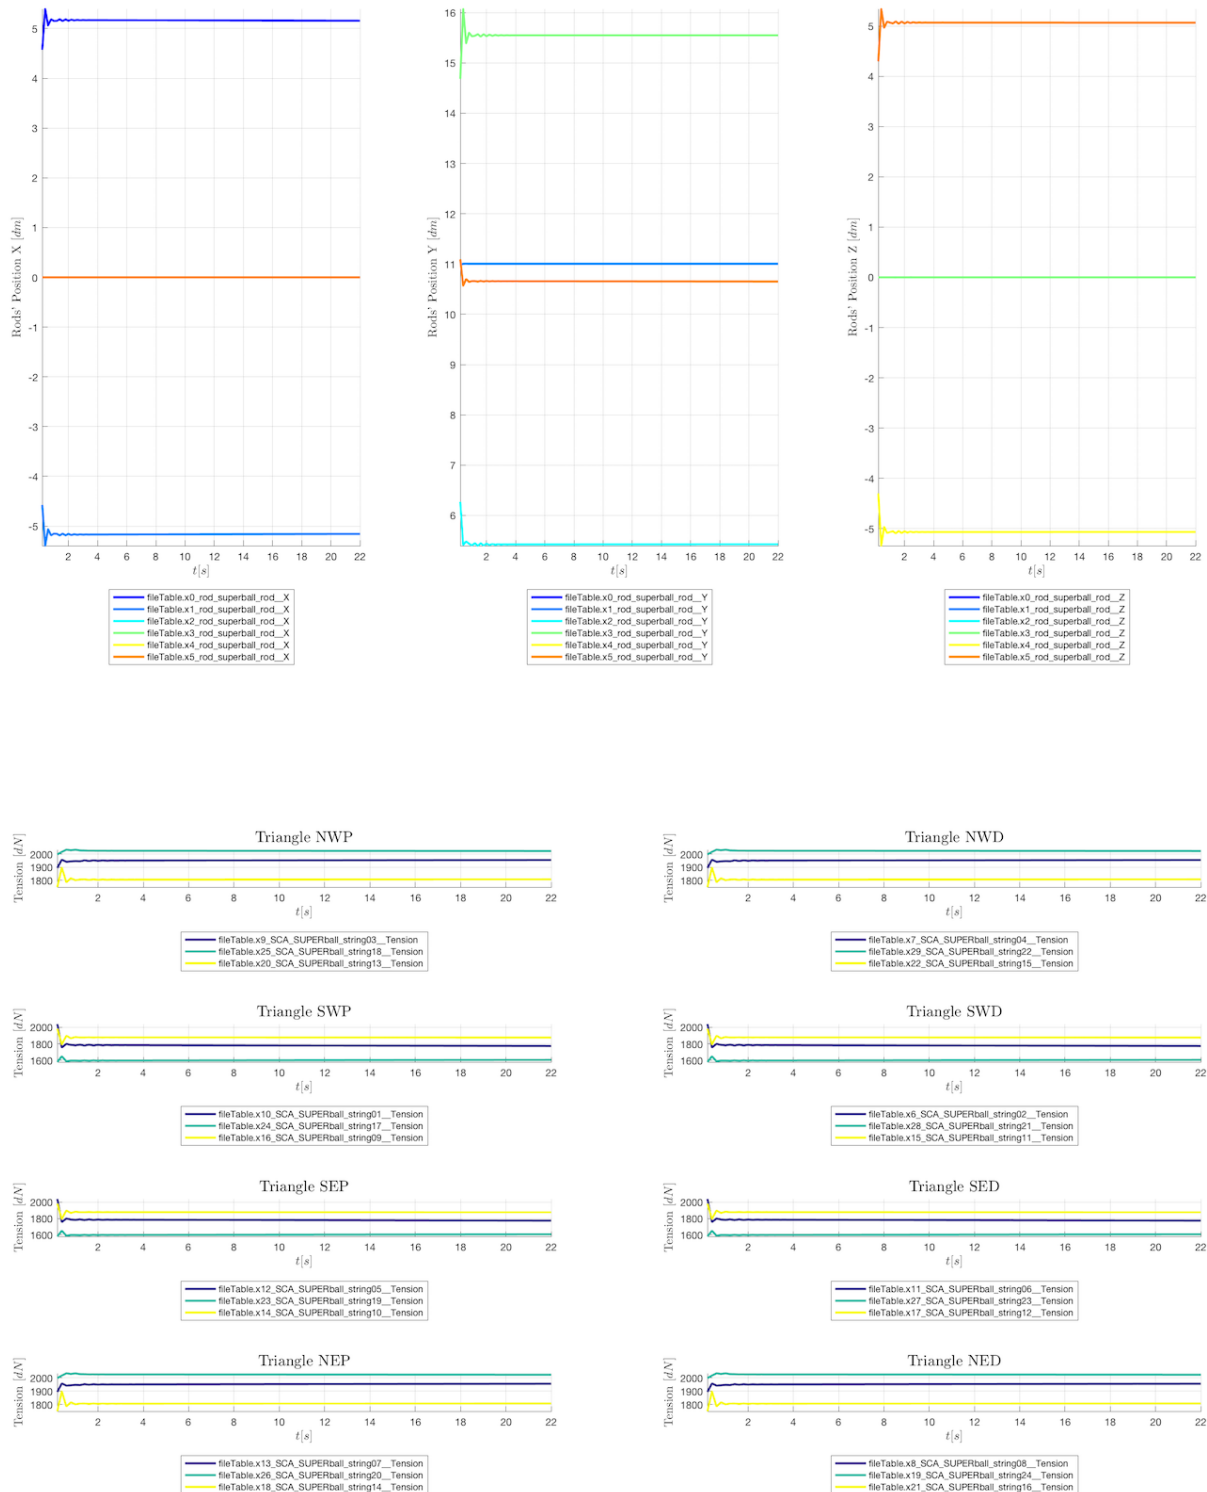 Rods' Position X [dm]
5
4
3
2
1
0
-1
-2
-3
-4
-5
2 4 6 8 10 12 14 16 18 20 22
t[s]
fileTable.x0_rod_superball_rod__X
fileTable.x1_rod_superball_rod__X
fileTable.x2_rod_superball_rod__X
fileTable.x3_rod_superball_rod__X
fileTable.x4_rod_superball_rod__X
fileTable.x5_rod_superball_rod__X
Rods' Position Y [dm]
16
15
14
13
12
11
10
9
8
7
6
2 4 6 8 10 12 14 16 18 20 22
t[s]
fileTable.x0_rod_superball_rod__Y
fileTable.x1_rod_superball_rod__Y
fileTable.x2_rod_superball_rod__Y
fileTable.x3_rod_superball_rod__Y
fileTable.x4_rod_superball_rod__Y
fileTable.x5_rod_superball_rod__Y
Rods' Position Z [dm]
5
4
3
2
1
0
-1
-2
-3
-4
-5
2 4 6 8 10 12 14 16 18 20 22
t[s]
fileTable.x0_rod_superball_rod__Z
fileTable.x1_rod_superball_rod__Z
fileTable.x2_rod_superball_rod__Z
fileTable.x3_rod_superball_rod__Z
fileTable.x4_rod_superball_rod__Z
fileTable.x5_rod_superball_rod__Z
Triangle NWP
Tension [dN]
2000
1900
1800
2 4 6 8 10 12 14 16 18 20 22
t[s]
fileTable.x9_SCA_SUPERball_string03__Tension
fileTable.x25_SCA_SUPERball_string18__Tension
fileTable.x20_SCA_SUPERball_string13__Tension
Triangle NWD
Tension [dN]
2000
1900
1800
2 4 6 8 10 12 14 16 18 20 22
t[s]
fileTable.x7_SCA_SUPERball_string04__Tension
fileTable.x29_SCA_SUPERball_string22__Tension
fileTable.x22_SCA_SUPERball_string15__Tension
Triangle SWP
Tension [dN]
2000
1800
1600
2 4 6 8 10 12 14 16 18 20 22
t[s]
fileTable.x10_SCA_SUPERball_string01__Tension
fileTable.x24_SCA_SUPERball_string17__Tension
fileTable.x16_SCA_SUPERball_string09__Tension
Triangle SWD
Tension [dN]
2000
1800
1600
2 4 6 8 10 12 14 16 18 20 22
t[s]
fileTable.x6_SCA_SUPERball_string02__Tension
fileTable.x28_SCA_SUPERball_string21__Tension
fileTable.x15_SCA_SUPERball_string11__Tension
Triangle SEP
Tension [dN]
2000
1800
1600
2 4 6 8 10 12 14 16 18 20 22
t[s]
fileTable.x12_SCA_SUPERball_string05__Tension
fileTable.x23_SCA_SUPERball_string19__Tension
fileTable.x14_SCA_SUPERball_string10__Tension
Triangle SED
Tension [dN]
2000
1800
1600
2 4 6 8 10 12 14 16 18 20 22
t[s]
fileTable.x11_SCA_SUPERball_string06__Tension
fileTable.x27_SCA_SUPERball_string23__Tension
fileTable.x17_SCA_SUPERball_string12__Tension
Triangle NEP
Tension [dN]
2000
1900
1800
2 4 6 8 10 12 14 16 18 20 22
t[s]
fileTable.x13_SCA_SUPERball_string07__Tension
fileTable.x26_SCA_SUPERball_string20__Tension
fileTable.x18_SCA_SUPERball_string14__Tension
Triangle NED
Tension [dN]
2000
1900
1800
2 4 6 8 10 12 14 16 18 20 22
t[s]
fileTable.x8_SCA_SUPERball_string08__Tension
fileTable.x19_SCA_SUPERball_string24__Tension
fileTable.x21_SCA_SUPERball_string16__Tension